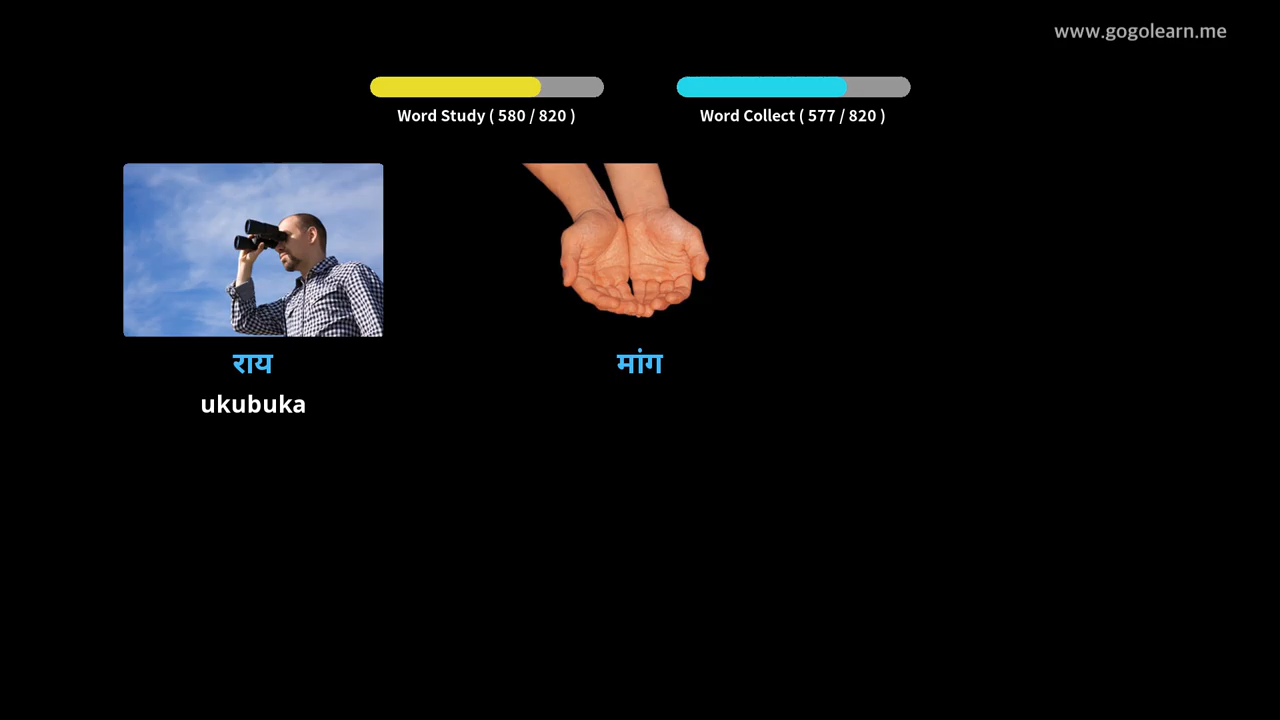 www.gogolearn.me
Word Study ( 580 / 820 )
Word Collect ( 577 / 820 )
राय
मांग
ukubuka